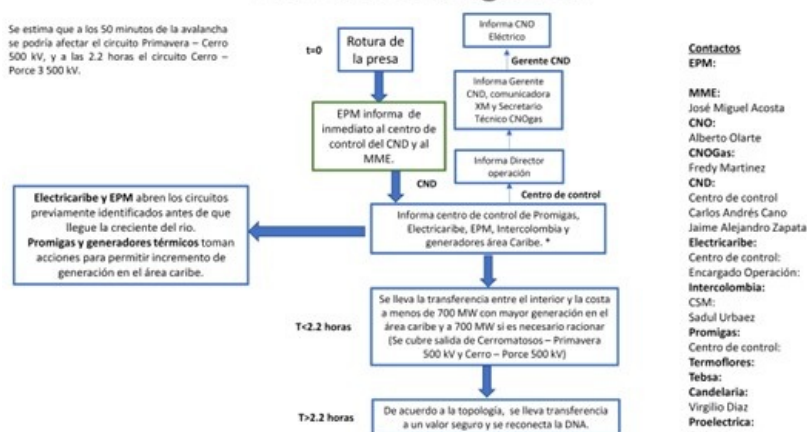 Se estima que a los 50 minutos de la avalancha
se podría afectar el circuito Primavera – Cerro
500 kV, y a las 2.2 horas el circuito Cerro –
Porce 3 500 kV.
t=0
Rotura de
la presa
EPM informa de
inmediato al centro de
control del CND y al
MME.
CND
Informa CNO
Eléctrico
Gerente CND
Informa Gerente
CND, comunicadora
XM y Secretario
Técnico CNOgas
Informa Director
operación
Centro de control
Informa centro de control de Promigas,
Electricaribe, EPM, Intercolombia y
generadores área Caribe. *
Electricaribe y EPM abren los circuitos
previamente identificados antes de que
llegue la creciente del rio.
Promigas y generadores térmicos toman
acciones para permitir incremento de
generación en el área caribe.
T<2.2 horas
Se lleva la transferencia entre el interior y la costa
a menos de 700 MW con mayor generación en el
área caribe y a 700 MW si es necesario racionar
(Se cubre salida de Cerromatosos – Primavera
500 kV y Cerro – Porce 500 kV)
T>2.2 horas
De acuerdo a la topología, se lleva transferencia
a un valor seguro y se reconecta la DNA.
Contactos
EPM:
MME:
José Miguel Acosta
CNO:
Alberto Olarte
CNOGas:
Fredy Martinez
CND:
Centro de control
Carlos Andrés Cano
Jaime Alejandro Zapata
Electricaribe:
Centro de control:
Encargado Operación:
Intercolombia:
CSM:
Sadul Urbaez
Promigas:
Centro de control:
Termoflores:
Tebsa:
Candelaria:
Virgilio Diaz
Proelectrica: